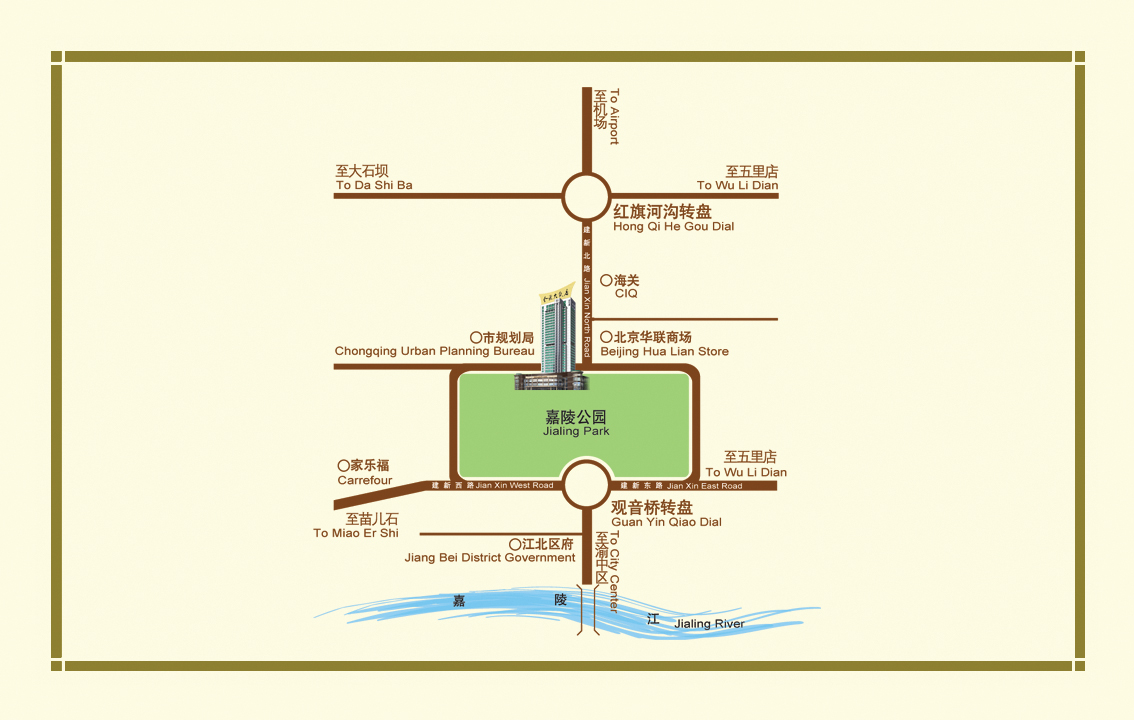 至机场
To Airport
至大石坝
To Da Shi Ba
至五里店
To Wu Li Dian
红旗河沟转盘
Hong Qi He Gou Dial
建新北路 Jian Xin North Road
海关
CIQ
市规划局
Chongqing Urban Planning Bureau
北京华联商场
Beijing Hua Lian Store
嘉陵公园
Jialing Park
家乐福
Carrefour
至五里店
To Wu Li Dian
建新西路 Jian Xin West Road
建新东路 Jian Xin East Road
观音桥转盘
Guan Yin Qiao Dial
至苗儿石
To Miao Er Shi
江北区府
Jiang Bei District Government
至渝中区
To City Center
嘉陵江
Jialing River